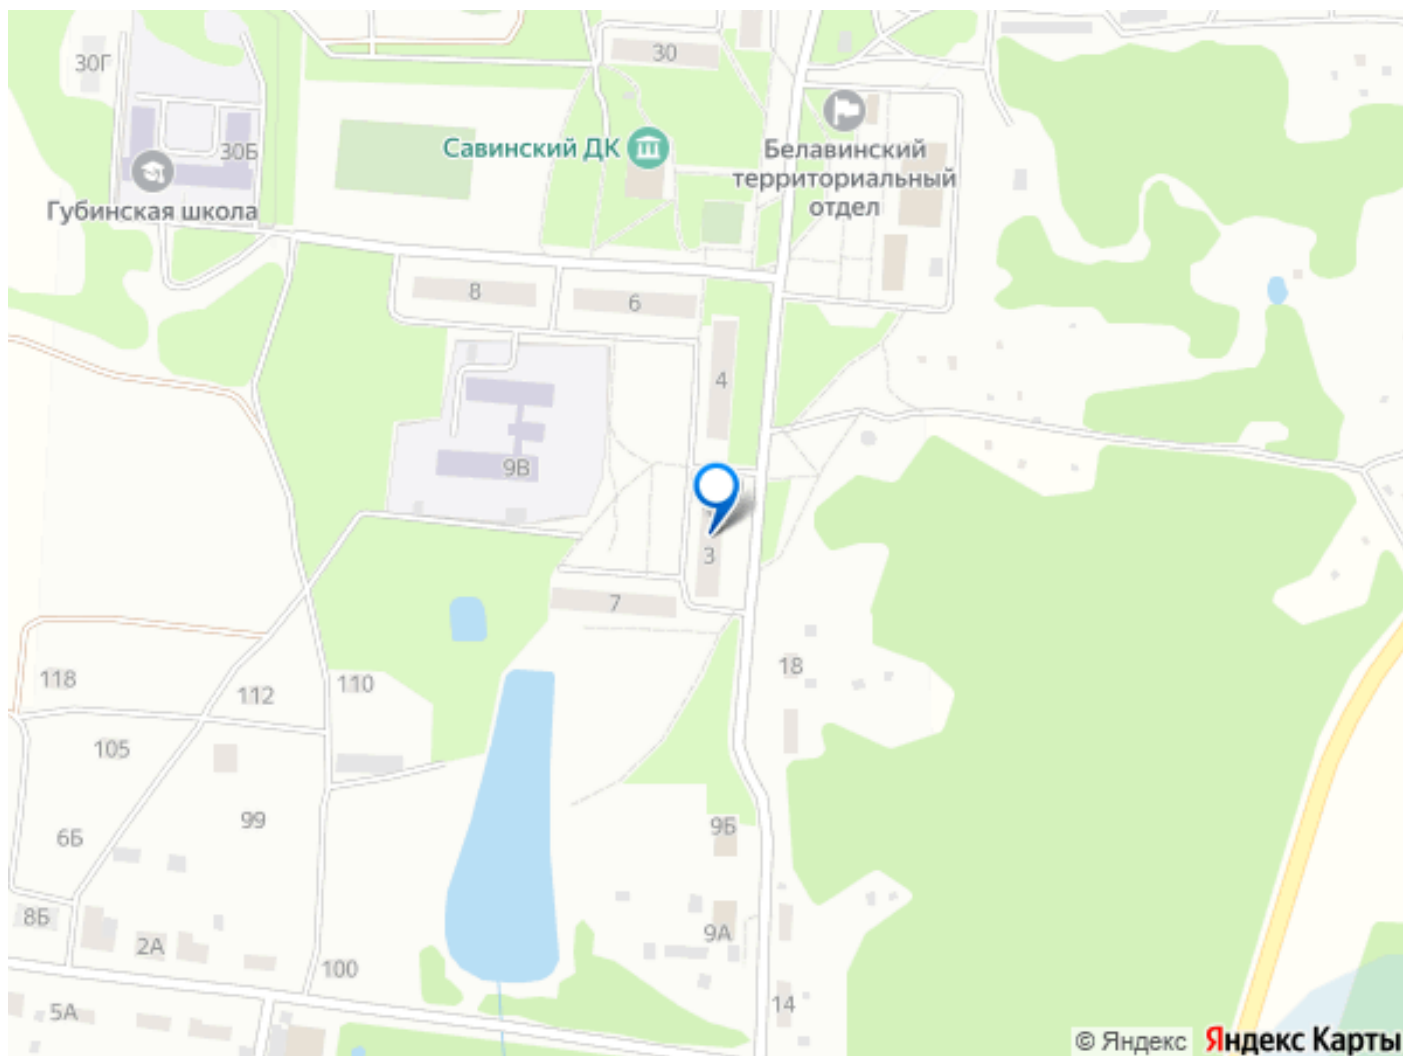 30
30Г
Савинский ДК
Белавинский
территориальный
отдел
30Б
Губинская школа
8
6
4
9В
3
7
118
112
110
18
105
99
6Б
9Б
8Б
2А
9А
100
5А
14
© Яндекс Яндекс Карты